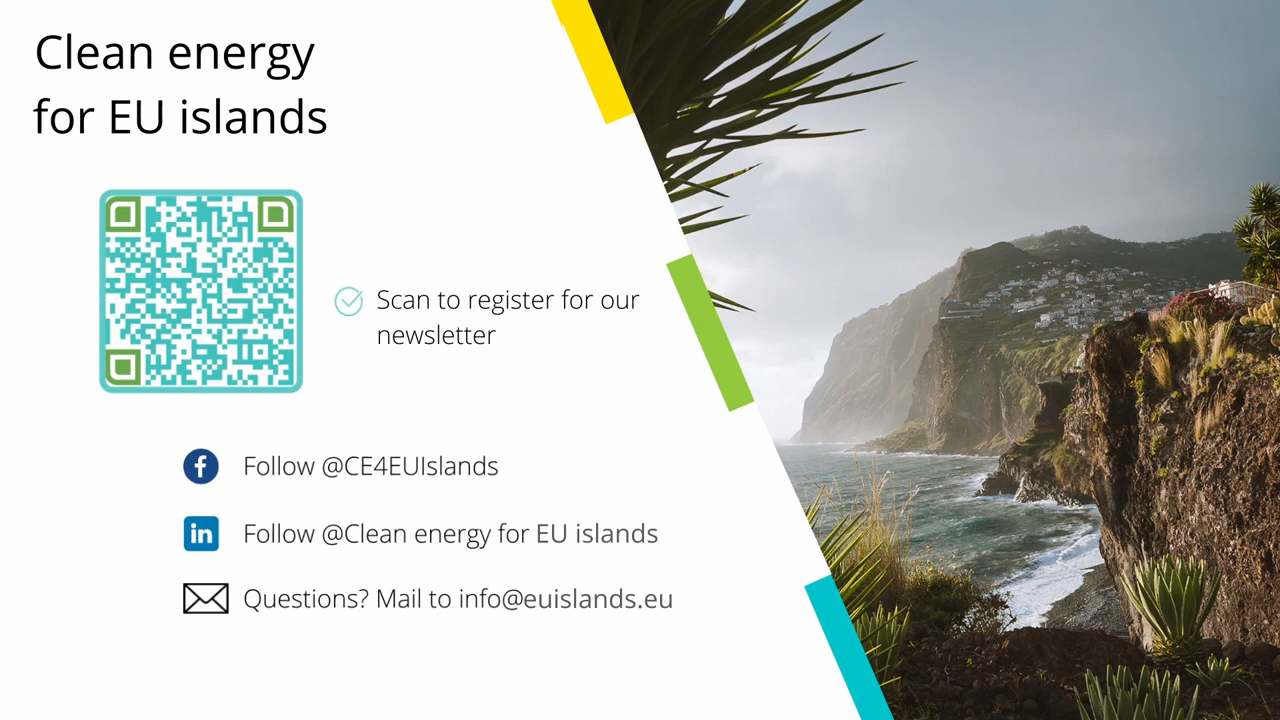 Clean energy
for EU islands
Scan to register for our
newsletter
Follow @CE4EUIslands
Follow @Clean energy for EU islands
Questions? Mail to info@euislands.eu